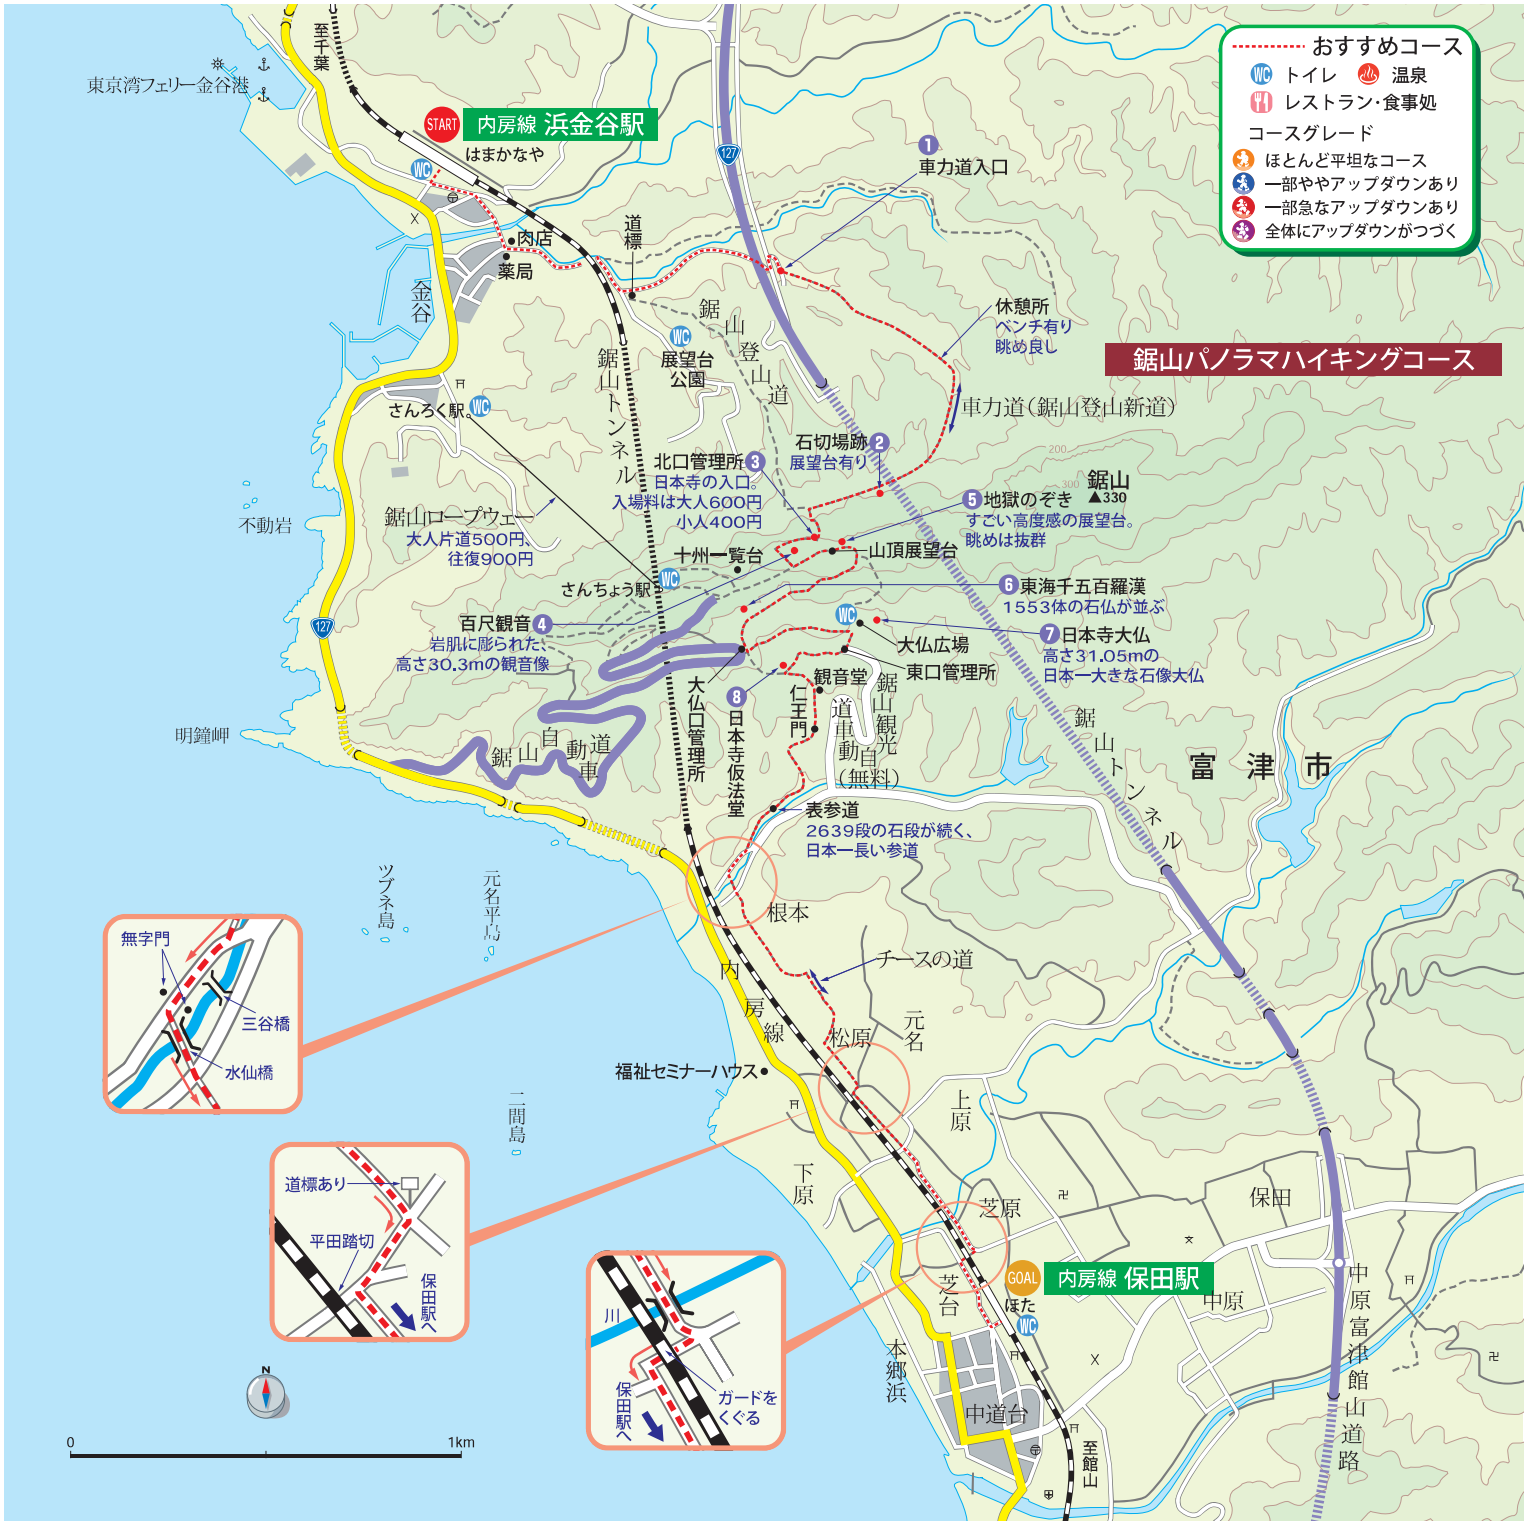 至千葉
東京湾フェリー金谷港
START
内房線 浜金谷駅
はまかなや
WC
127
おすすめコース
WC トイレ
温泉
レストラン・食事処
コースグレード
ほとんど平坦なコース
一部ややアップダウンあり
一部急なアップダウンあり
全体にアップダウンがつづく
1
車力道入口
肉店
薬局
道標
金谷
鋸山登山道
WC
展望台
公園
休憩所
ベンチ有り
眺め良し
鋸山パノラマハイキングコース
車力道(鋸山登山新道)
鋸山トンネル
さんろく駅
WC
石切場跡 2
展望台有り
北口管理所 3
日本寺の入口。
入場料は大人600円
小人400円
200
300
鋸山
▲330
5 地獄のぞき
すごい高度感の展望台。
眺めは抜群
鋸山ロープウェー
大人片道500円、
往復900円
不動岩
十州一覧台
山頂展望台
さんちょう駅
WC
6 東海千五百羅漢
1553体の石仏が並ぶ
百尺観音 4
岩肌に彫られた、
高さ30.3mの観音像
127
WC
大仏広場
7 日本寺大仏
高さ31.05mの
日本一大きな石像大仏
東口管理所
観音堂
仁王門
大仏口管理所
8
日本寺仮法堂
鋸山観光
自動車道
(無料)
明鐘岬
鋸山自動車道
鋸山トンネル
富津市
表参道
2639段の石段が続く、
日本一長い参道
ツブネ島
元名平島
根本
チースの道
無字門
三谷橋
水仙橋
内房線
元名
松原
福祉セミナーハウス
二間島
上原
下原
道標あり
平田踏切
保田駅へ
芝原
保田
GOAL
内房線 保田駅
ほた
WC
芝台
中原
中原富津館山道路
川
ガードを
くぐる
保田駅へ
本郷浜
中道台
至館山
N
0
1km